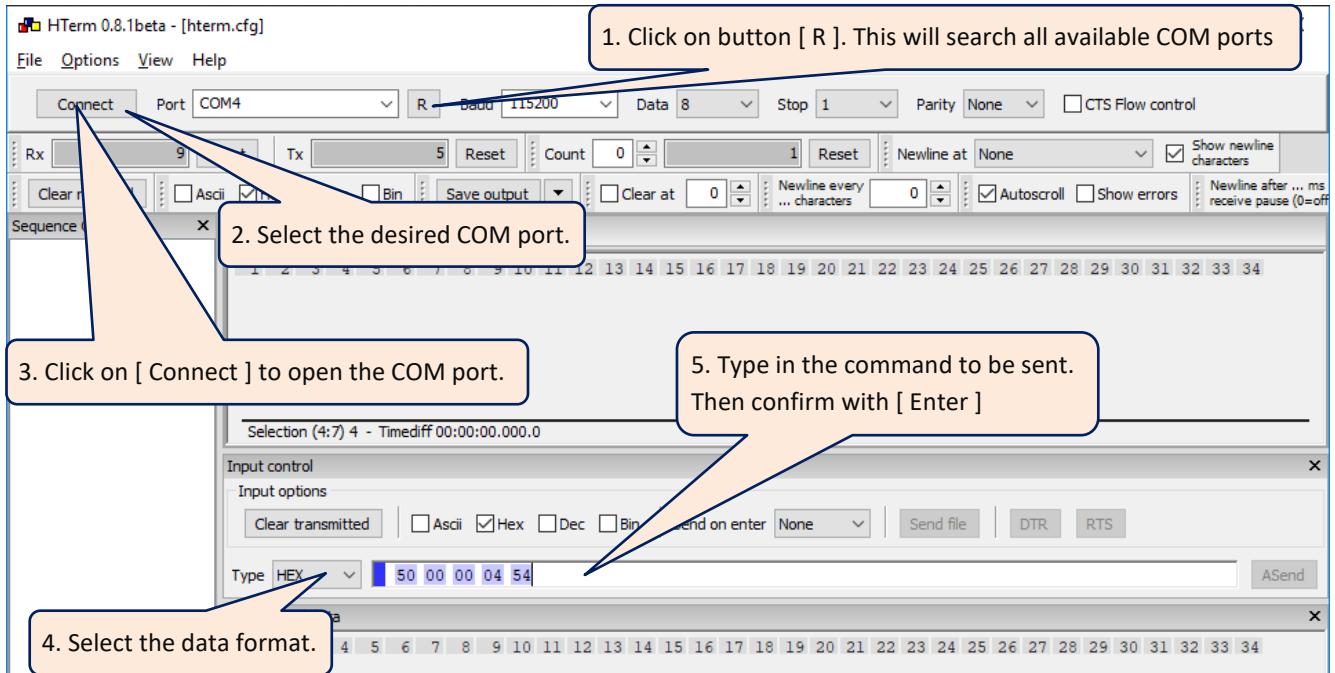 HTerm 0.8.1beta - [hterm.cfg]
1. Click on button [ R ]. This will search all available COM ports
File Options View Help
Connect Port COM4 R Baud 115200 Data 8 Stop 1 Parity None CTS Flow control
Rx 9 Tx 5 Reset Count 0 1 Reset Newline at None Show newline
characters
Ascii Bin Save output Clear at 0 Newline every
... characters 0 Autoscroll Show errors Newline after ... ms
receive pause (0=off
Sequence
2. Select the desired COM port.
1 2 3 4 5 6 7 8 9 10 11 12 13 14 15 16 17 18 19 20 21 22 23 24 25 26 27 28 29 30 31 32 33 34
3. Click on [ Connect ] to open the COM port.
5. Type in the command to be sent.
Then confirm with [ Enter ]
Selection (4:7) 4 - Timediff 00:00:00.000.0
Input control
Input options
Clear transmitted Ascii Hex Dec Bin on enter None Send file DTR RTS
Type HEX 50 00 00 04 54 ASend
4. Select the data format.
4 5 6 7 8 9 10 11 12 13 14 15 16 17 18 19 20 21 22 23 24 25 26 27 28 29 30 31 32 33 34